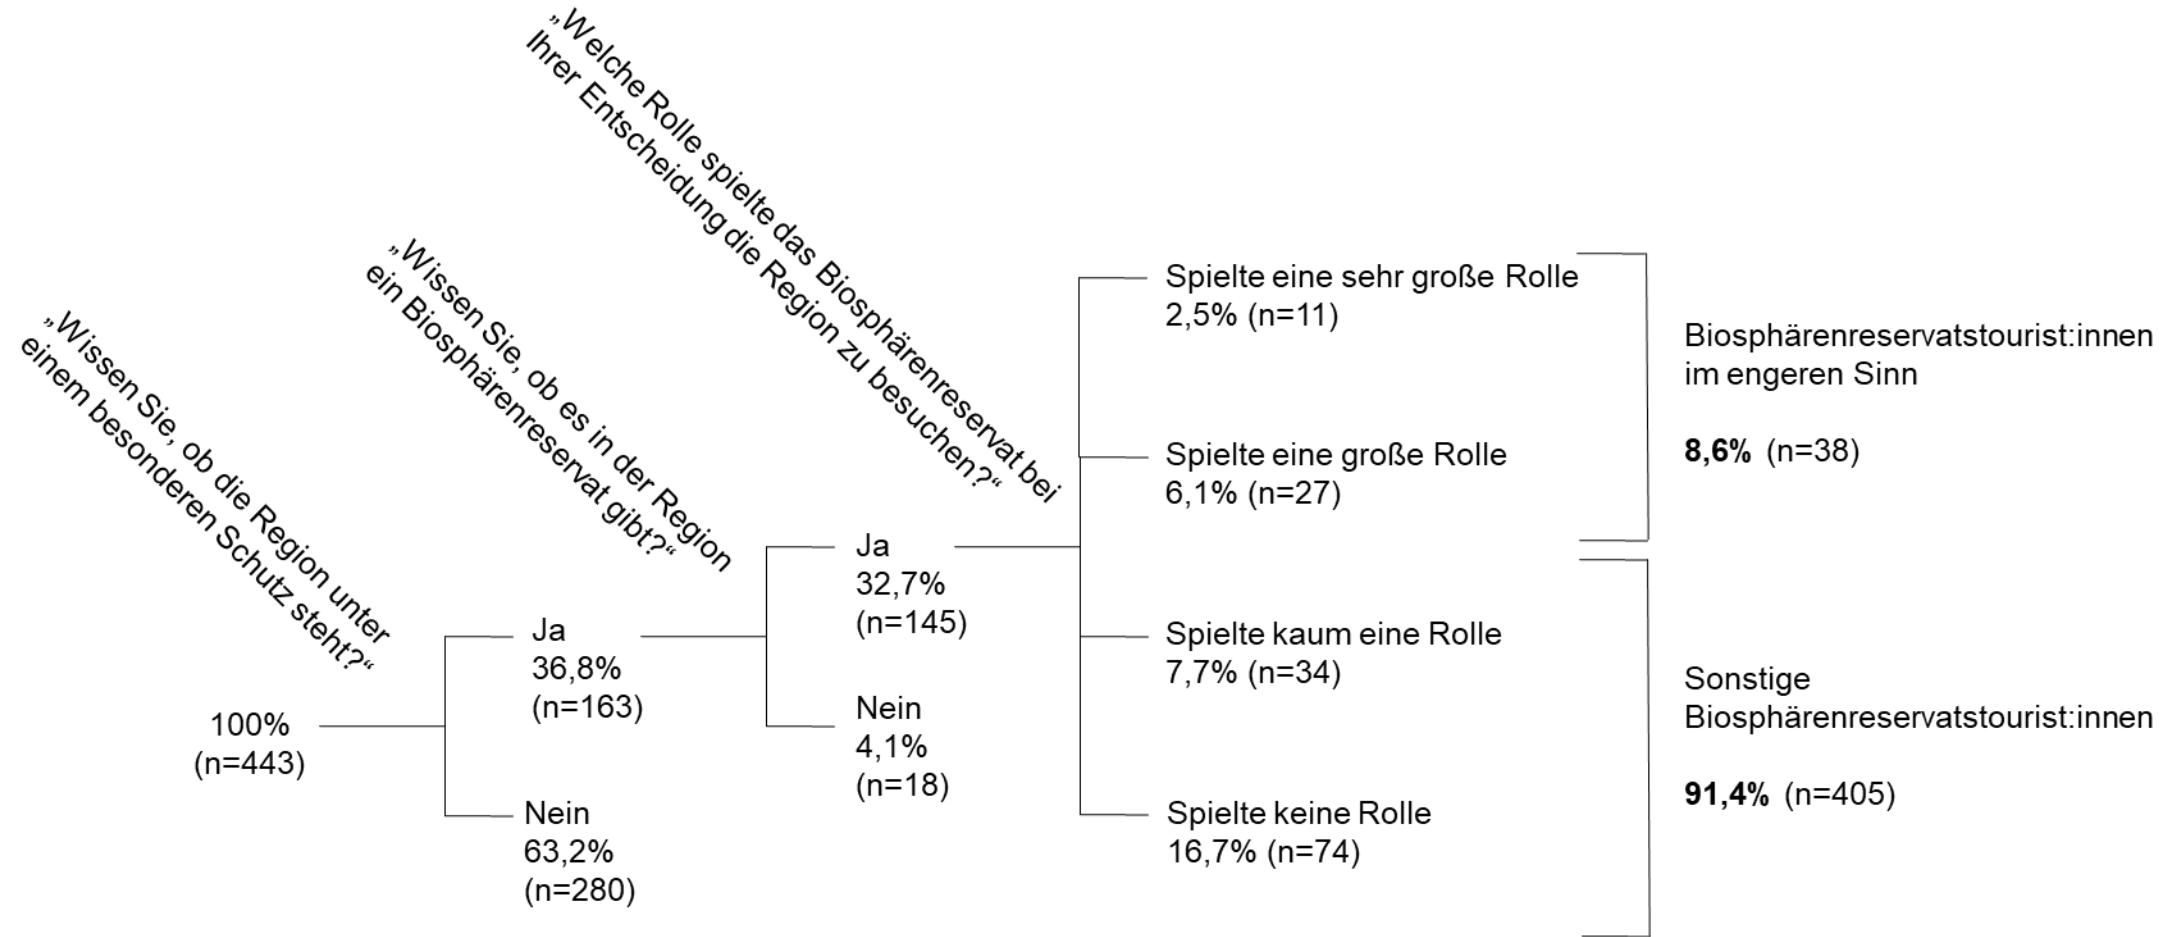 „Wissen Sie, ob die Region unter
einem besonderen Schutz steht?“
„Wissen Sie, ob es in der Region
ein Biosphärenreservat gibt?“
„Welche Rolle spielte das Biosphärenreservat bei
Ihrer Entscheidung die Region zu besuchen?“
100%
(n=443)
Ja
36,8%
(n=163)
Nein
63,2%
(n=280)
Ja
32,7%
(n=145)
Nein
4,1%
(n=18)
Spielte eine sehr große Rolle
2,5% (n=11)
Spielte eine große Rolle
6,1% (n=27)
Spielte kaum eine Rolle
7,7% (n=34)
Spielte keine Rolle
16,7% (n=74)
Biosphärenreservatstourist:innen
im engeren Sinn
8,6% (n=38)
Sonstige
Biosphärenreservatstourist:innen
91,4% (n=405)